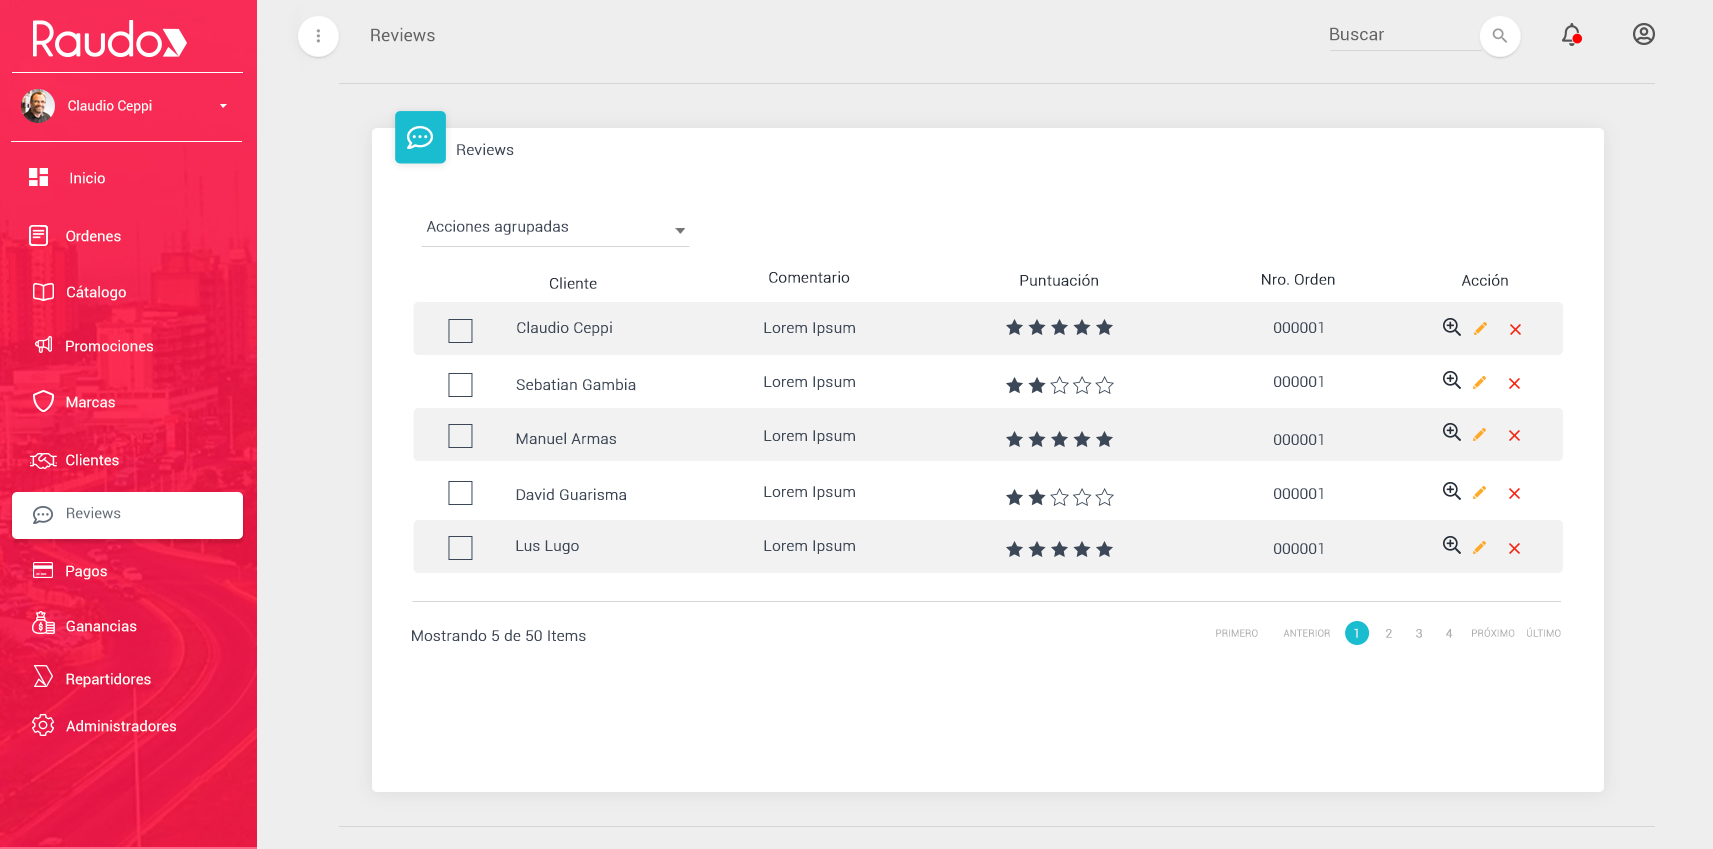 Raudo
Claudio Ceppi
Inicio
Ordenes
Cátalogo
Promociones
Marcas
Clientes
Reviews
Pagos
Ganancias
Repartidores
Administradores
Reviews
Buscar
Reviews
Acciones agrupadas
Cliente Comentario Puntuación Nro. Orden Acción
Claudio Ceppi Lorem Ipsum 000001
Sebatian Gambia Lorem Ipsum 000001
Manuel Armas Lorem Ipsum 000001
David Guarisma Lorem Ipsum 000001
Lus Lugo Lorem Ipsum 000001
Mostrando 5 de 50 Items
PRIMERO ANTERIOR 1 2 3 4 PRÓXIMO ÚLTIMO